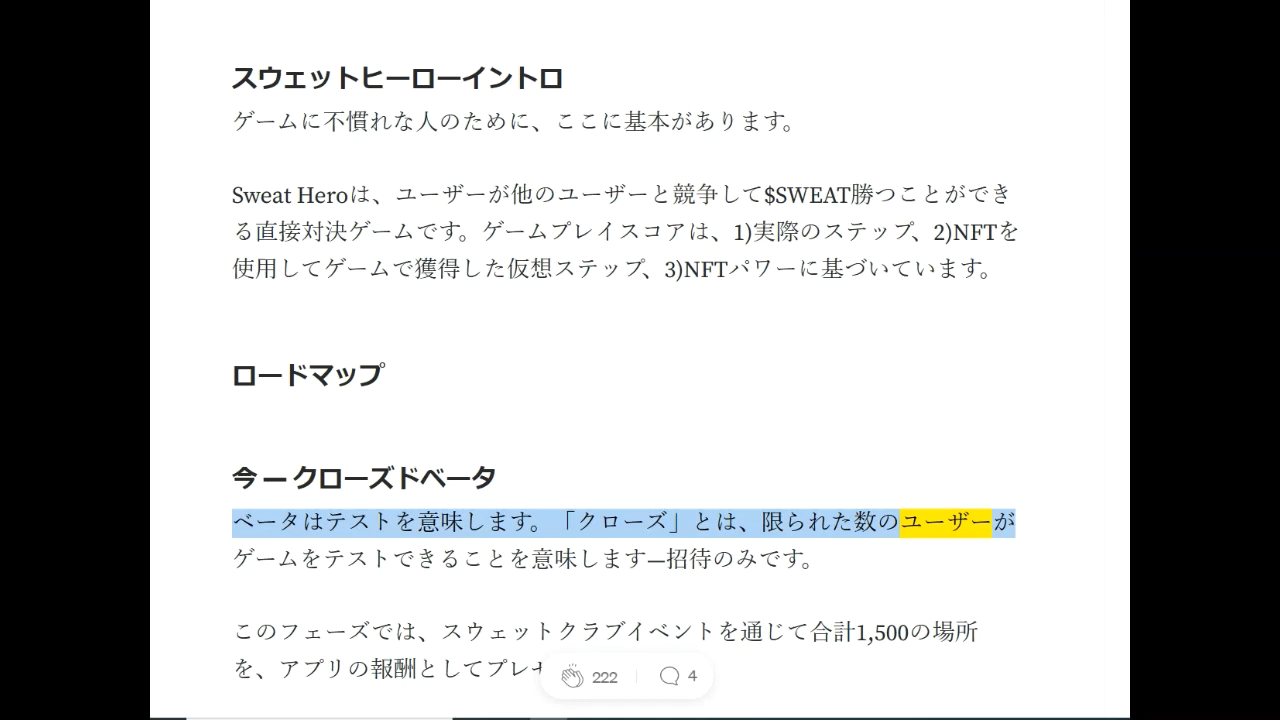 スウェットヒーローイントロ
ゲームに不慣れな人のために、ここに基本があります。
Sweat Heroは、ユーザーが他のユーザーと競争して$SWEAT勝つことができ
る直接対決ゲームです。ゲームプレイスコアは、1)実際のステップ、2)NFTを
使用してゲームで獲得した仮想ステップ、3)NFTパワーに基づいています。
ロードマップ
今 — クローズドベータ
ベータはテストを意味します。「クローズ」とは、限られた数のユーザーが
ゲームをテストできることを意味します—招待のみです。
このフェーズでは、スウェットクラブイベントを通じて合計1,500の場所
を、アプリの報酬としてプレ
222
4